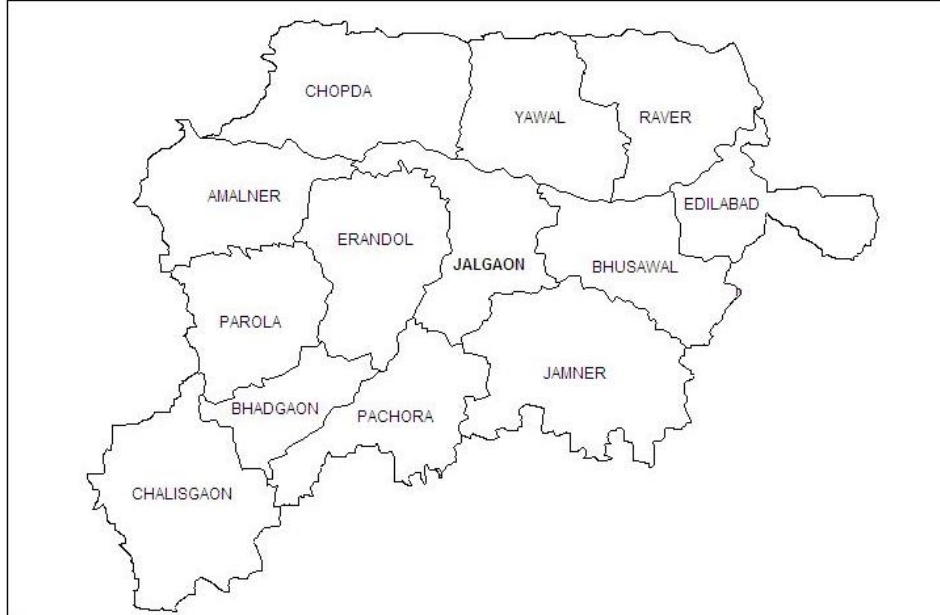 CHOPDA
YAWAL
RAVER
AMALNER
EDILABAD
ERANDOL
JALGAON
BHUSAWAL
PAROLA
JAMNER
BHADGAON
PACHORA
CHALISGAON